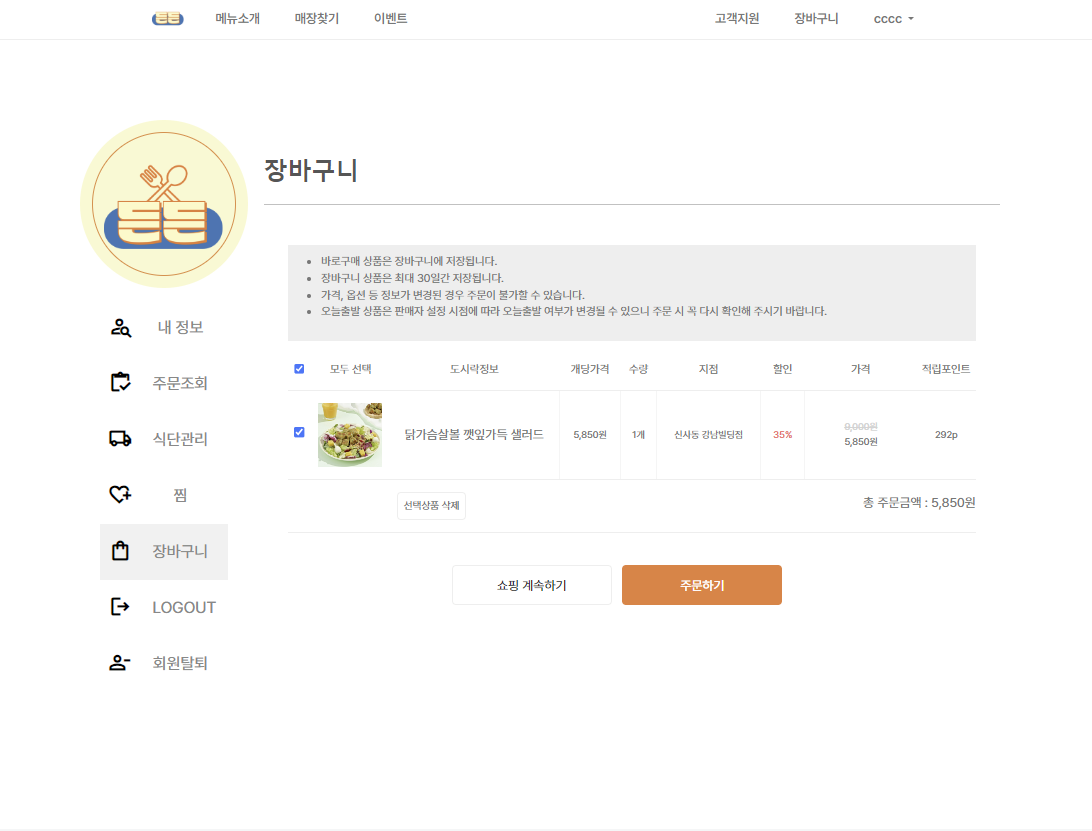 메뉴소개 매장찾기 이벤트 고객지원 장바구니 cccc
장바구니
바로구매 상품은 장바구니에 저장됩니다.
장바구니 상품은 최대 30일간 저장됩니다.
가격, 옵션 등 정보가 변경된 경우 주문이 불가할 수 있습니다.
오늘출발 상품은 판매자 설정 시점에 따라 오늘출발 여부가 변경될 수 있으니 주문 시 꼭 다시 확인해 주시기 바랍니다.
내 정보
주문조회
식단관리
찜
장바구니
LOGOUT
회원탈퇴
모두 선택 도시락정보 개당가격 수량 지점 할인 가격 적립포인트
닭가슴살볼 깻잎가득 샐러드 5,850원 1개 신사동 강남빌딩점 35% 9,000원
5,850원 292p
선택상품 삭제 총 주문금액 : 5,850원
쇼핑 계속하기 주문하기